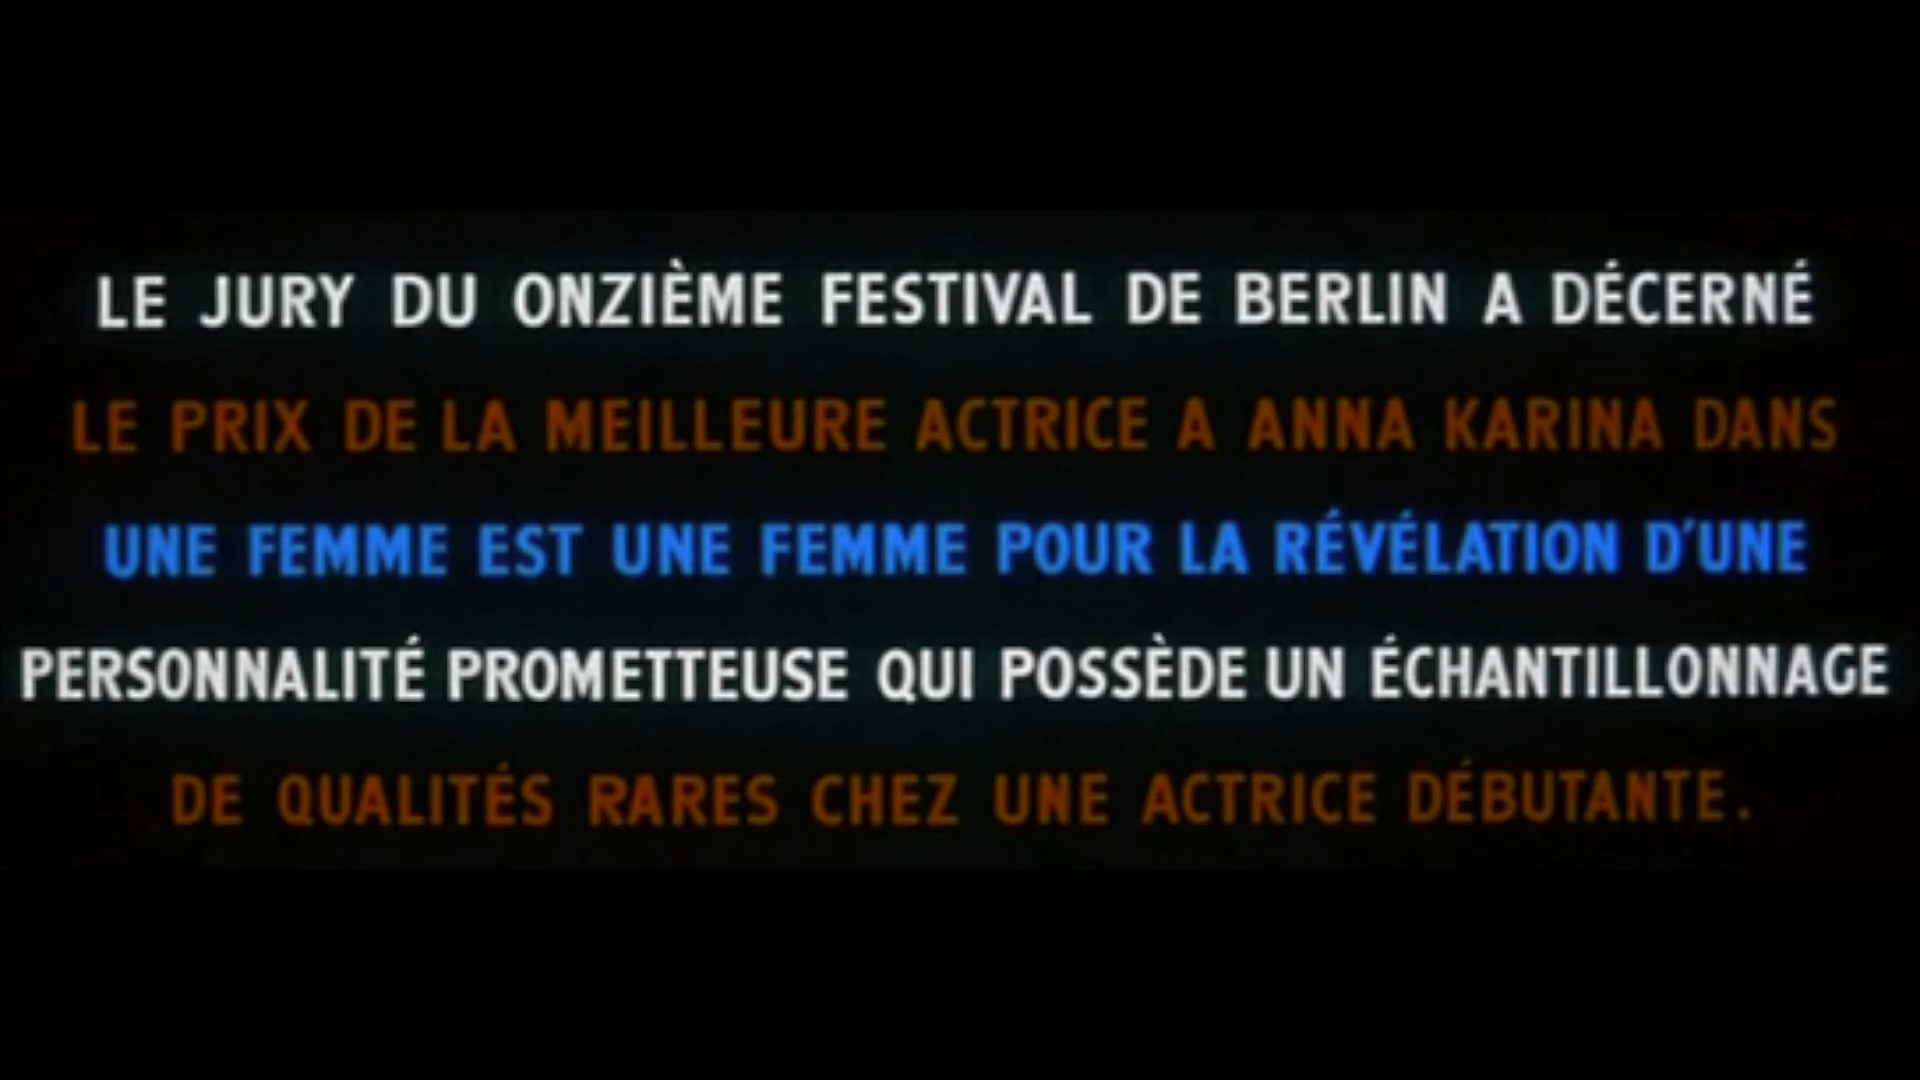 LE JURY DU ONZIÈME FESTIVAL DE BERLIN A DÉCERNÉ
LE PRIX DE LA MEILLEURE ACTRICE A ANNA KARINA DANS
UNE FEMME EST UNE FEMME POUR LA RÉVÉLATION D'UNE
PERSONNALITÉ PROMETTEUSE QUI POSSÈDE UN ÉCHANTILLONNAGE
DE QUALITÉS RARES CHEZ UNE ACTRICE DÉBUTANTE.